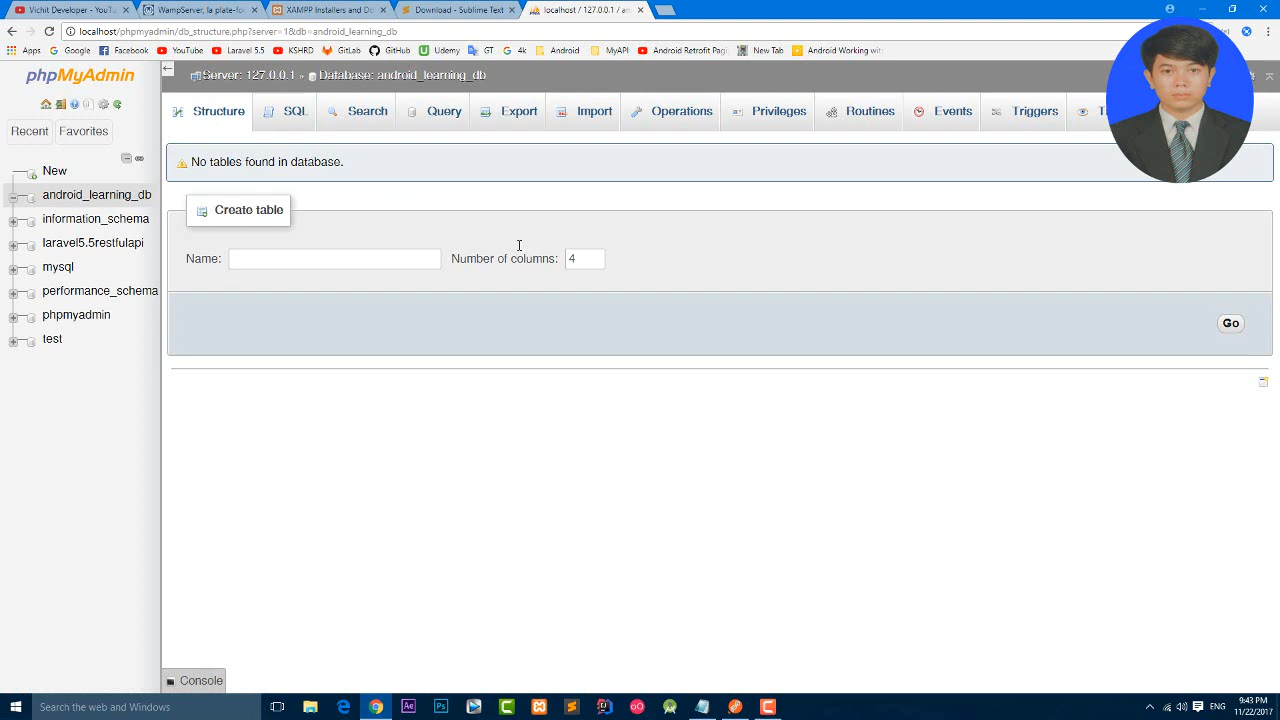 Vichit Developer - YouTu
WampServer, la plate-for
XAMPP Installers and Do
Download - Sublime Text
localhost / 127.0.0.1 / an
localhost/phpmyadmin/db_structure.php?server=1&db=android_learning_db
Apps
Google
Facebook
YouTube
Laravel 5.5
KSHRD
GitLab
GitHub
Udemy
GT
Android
MyAPI
Android Retrofit Pagi
New Tab
Android Working with
phpMyAdmin
Server: 127.0.0.1 » Database: android_learning_db
Structure
SQL
Search
Query
Export
Import
Operations
Privileges
Routines
Events
Triggers
Recent
Favorites
New
android_learning_db
information_schema
laravel5.5restfulapi
mysql
performance_schema
phpmyadmin
test
No tables found in database.
Create table
Name:
Number of columns: 4
Go
Console
Search the web and Windows
Ae
Ps
ENG
9:43 PM
11/22/2017